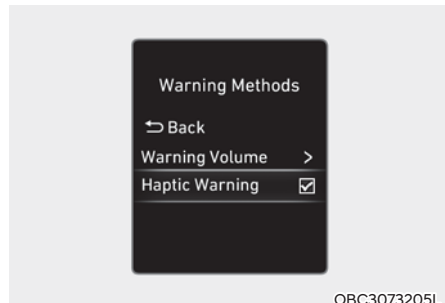 Warning Methods
Back
Warning Volume >
Haptic Warning
OBC3073205L